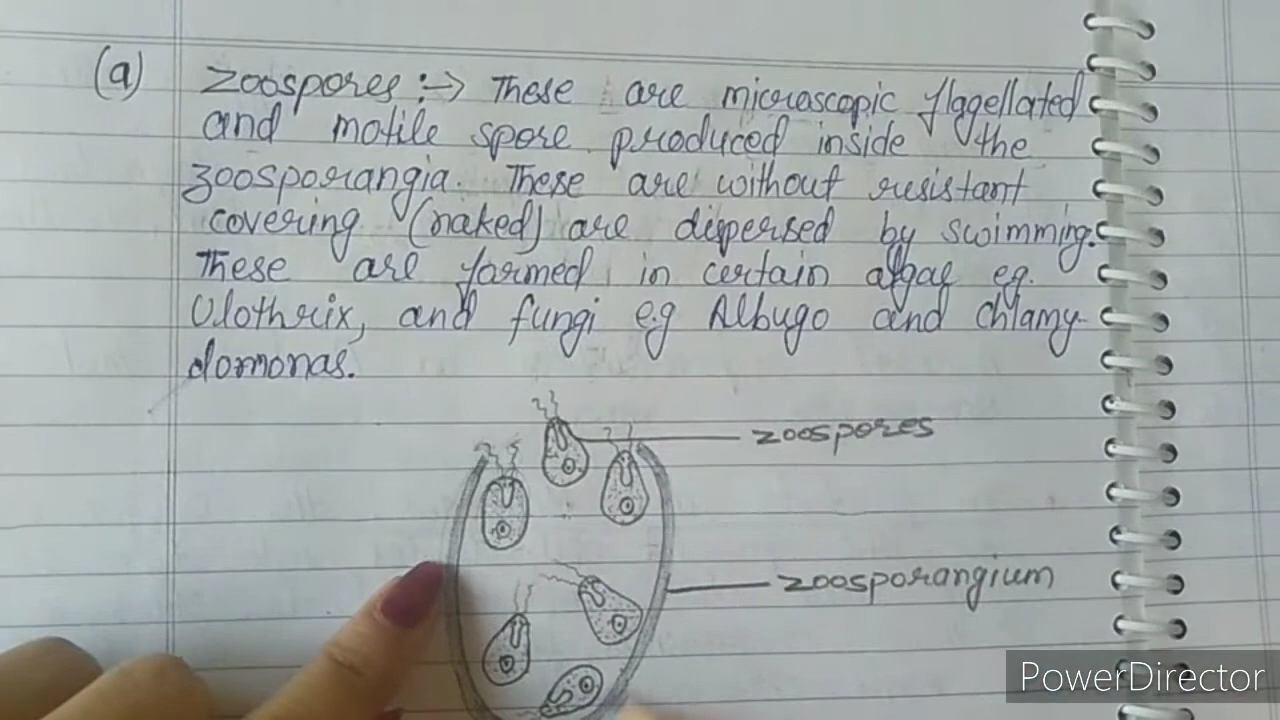 (a) Zoospores :→ These are microscopic flagellated
and motile spore produced inside the
zoosporangia. These are without resistant
covering (naked) are dispersed by swimming.
These are formed in certain algae eg.
Ulothrix, and fungi e.g Albugo and chlamy-
domonas.
zoospores
zoosporangium
PowerDirector